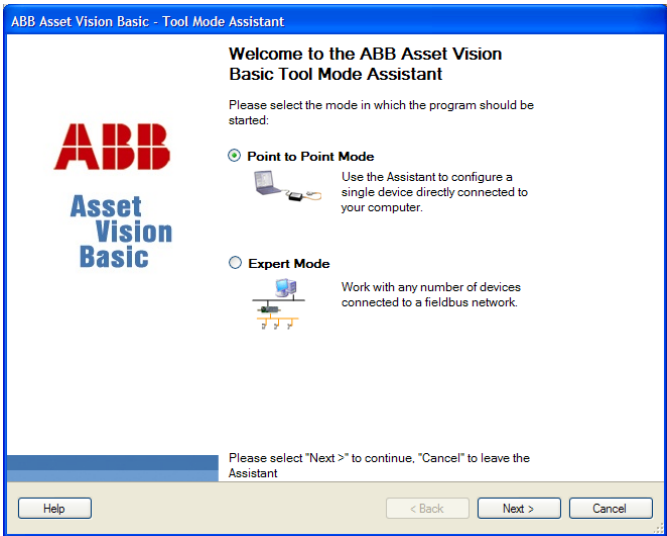 ABB Asset Vision Basic - Tool Mode Assistant
Welcome to the ABB Asset Vision
Basic Tool Mode Assistant
Please select the mode in which the program should be
started:
ABB
Asset
Vision
Basic
Point to Point Mode
Use the Assistant to configure a
single device directly connected to
your computer.
Expert Mode
Work with any number of devices
connected to a fieldbus network.
Please select "Next >" to continue, "Cancel" to leave the
Assistant
Help
< Back
Next >
Cancel